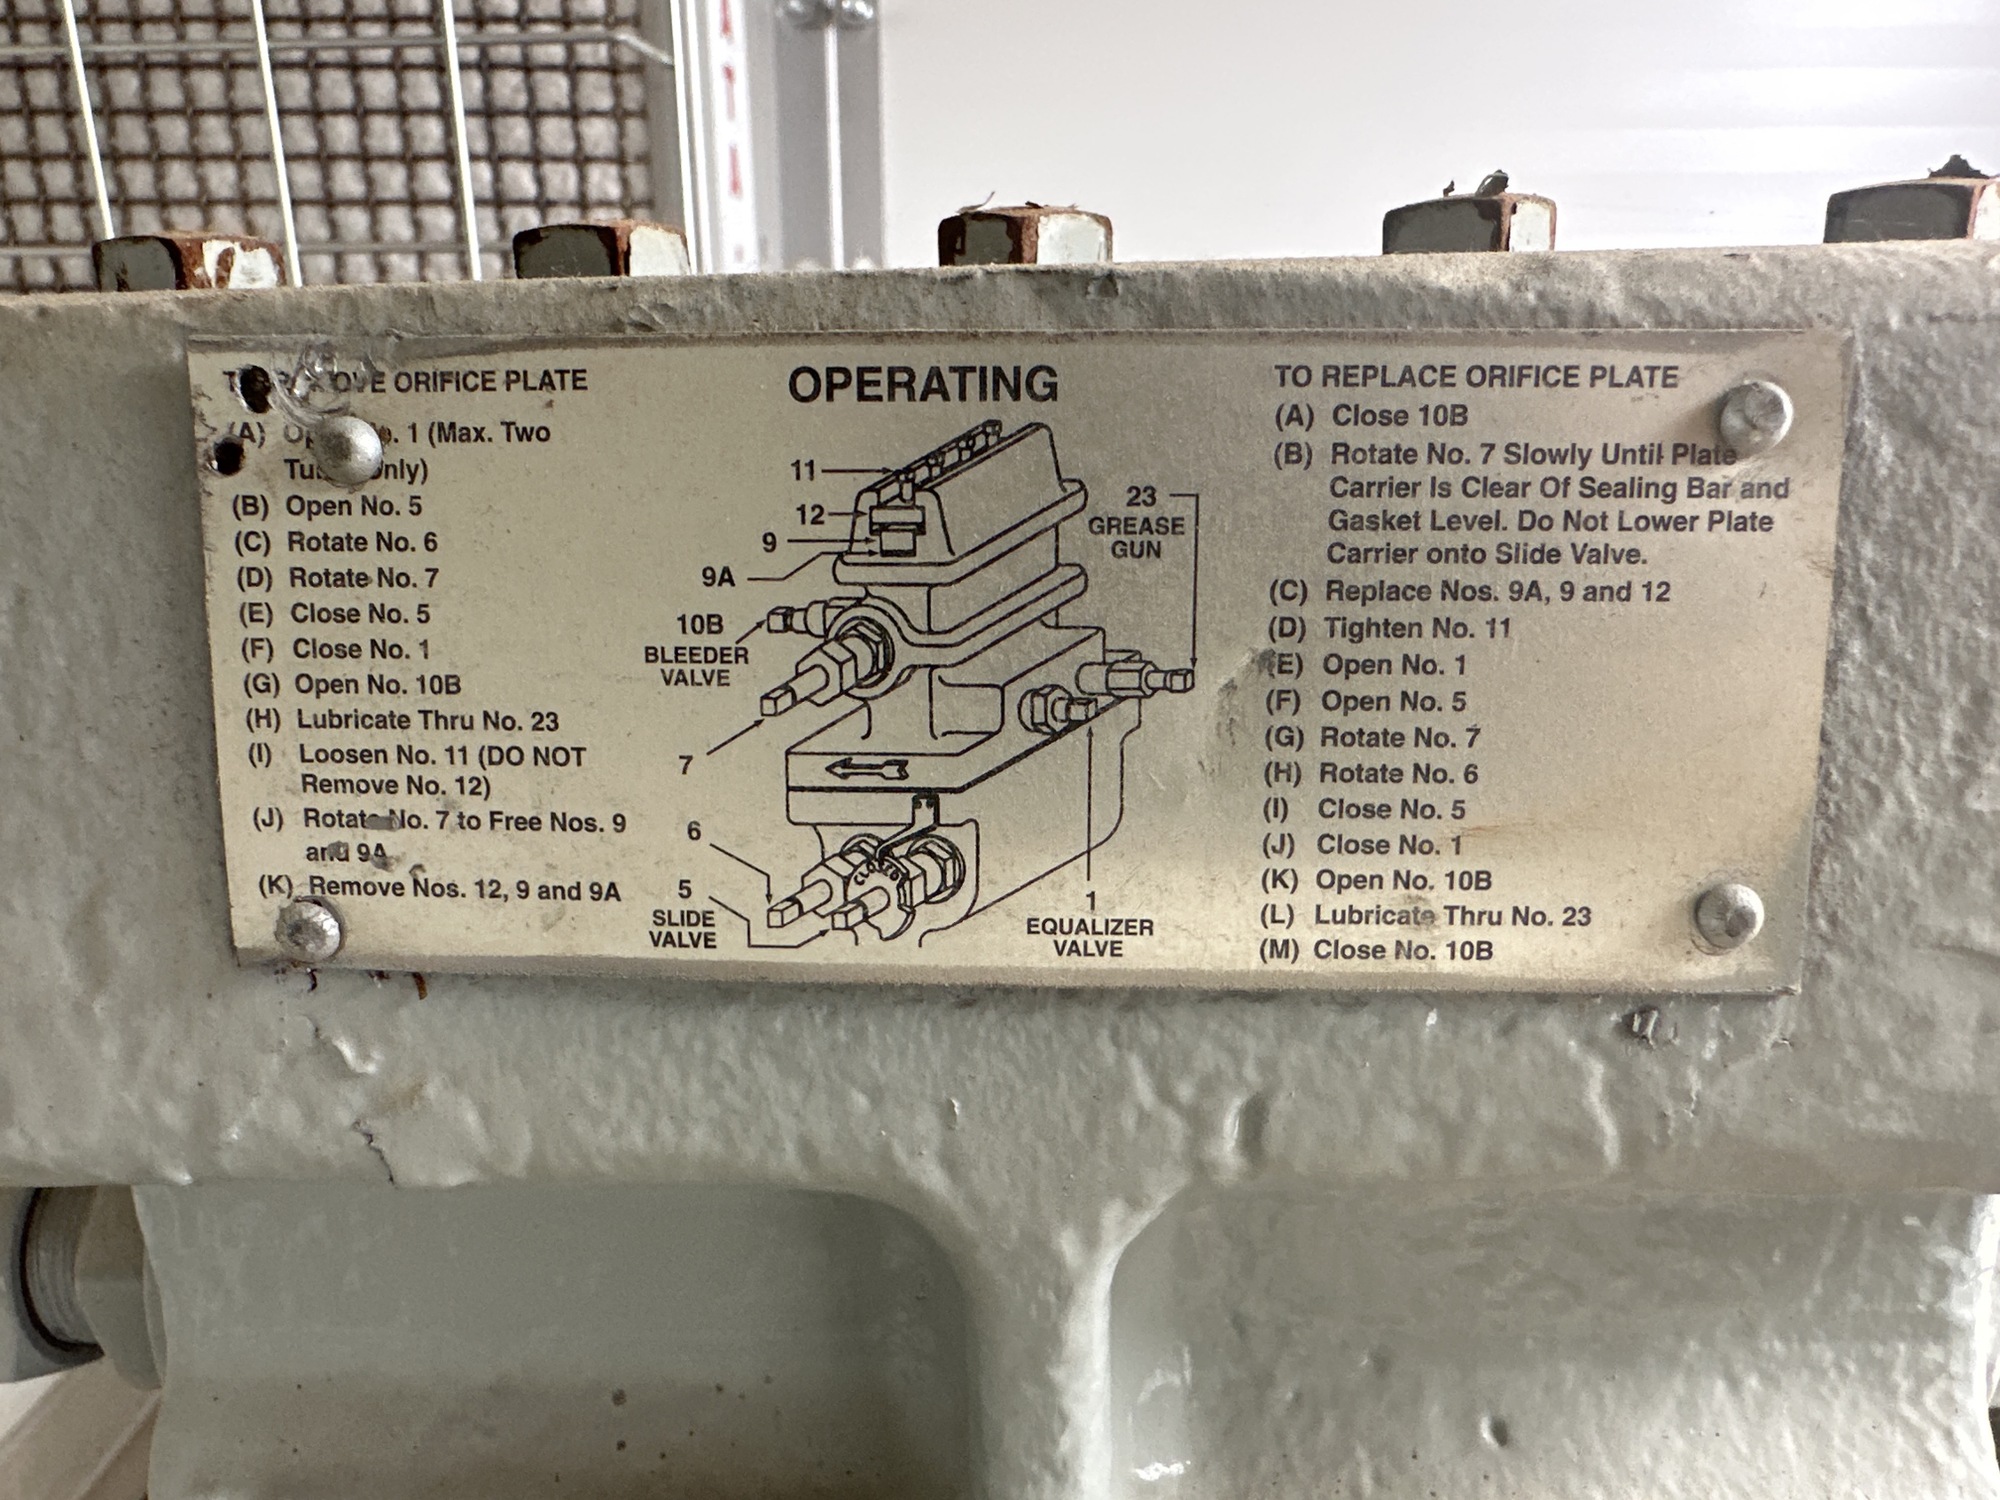 OVE ORIFICE PLATE
(A) . 1 (Max. Two
Only)
(B) Open No. 5
(C) Rotate No. 6
(D) Rotate No. 7
(E) Close No. 5
(F) Close No. 1
(G) Open No. 10B
(H) Lubricate Thru No. 23
(I) Loosen No. 11 (DO NOT
Remove No. 12)
(J) Rotate No. 7 to Free Nos. 9
and 9A
(K) Remove Nos. 12, 9 and 9A
OPERATING
11
12
9
9A
10B
BLEEDER
VALVE
7
6
5
SLIDE
VALVE
CLOSED
23
GREASE
GUN
1
EQUALIZER
VALVE
TO REPLACE ORIFICE PLATE
(A) Close 10B
(B) Rotate No. 7 Slowly Until Plate
Carrier Is Clear Of Sealing Bar and
Gasket Level. Do Not Lower Plate
Carrier onto Slide Valve.
(C) Replace Nos. 9A, 9 and 12
(D) Tighten No. 11
(E) Open No. 1
(F) Open No. 5
(G) Rotate No. 7
(H) Rotate No. 6
(I) Close No. 5
(J) Close No. 1
(K) Open No. 10B
(L) Lubricate Thru No. 23
(M) Close No. 10B